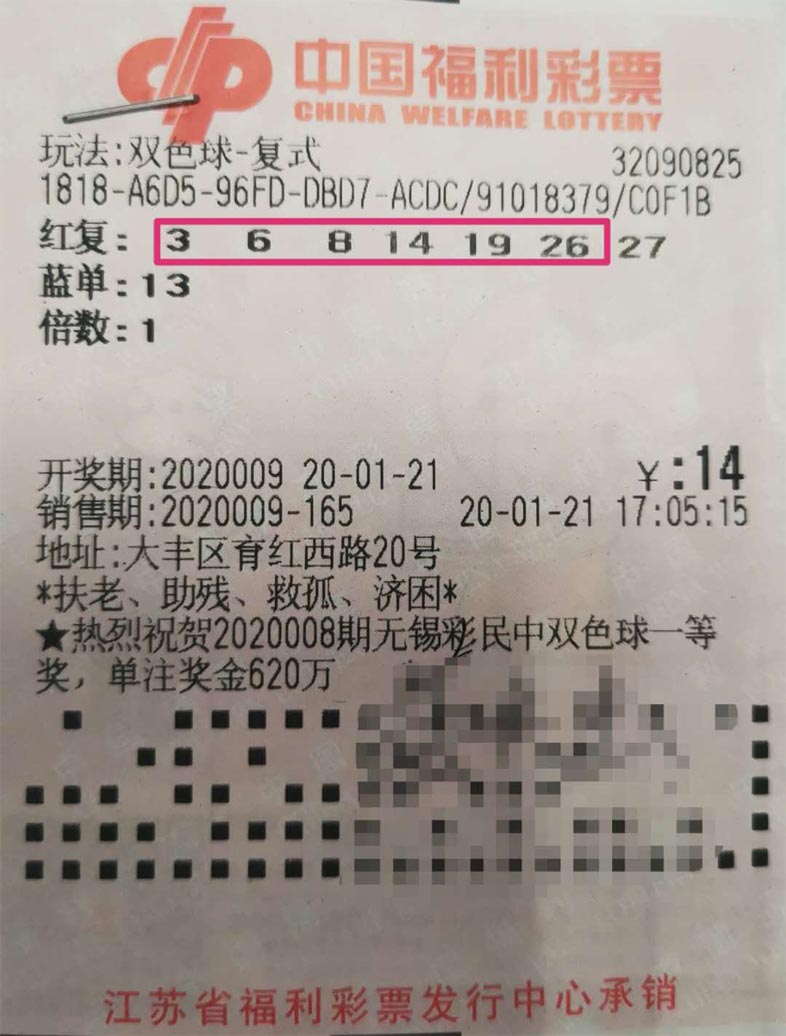 中国福利彩票
CHINA WELFARE LOTTERY
玩法:双色球-复式 32090825
1818-A6D5-96FD-DBD7-ACDC/91018379/C0F1B
红复: 3 6 8 14 19 26 27
蓝单:13
倍数:1
开奖期:2020009 20-01-21 ￥:14
销售期:2020009-165 20-01-21 17:05:15
地址:大丰区育红西路20号
*扶老、助残、救孤、济困*
★热烈祝贺2020008期无锡彩民中双色球一等
奖，单注奖金620万
江苏省福利彩票发行中心承销